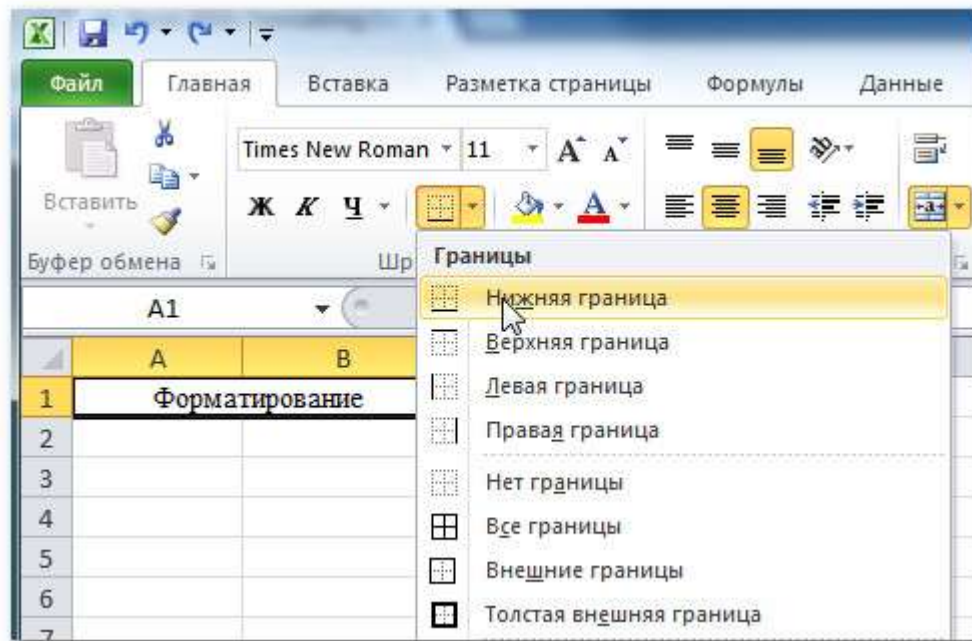 Файл Главная Вставка Разметка страницы Формулы Данные
Times New Roman 11 А А
Вставить Ж К Ч А
Буфер обмена Шр
Границы
A1
Нижняя граница
Верхняя граница
Левая граница
Правая граница
Нет границы
Все границы
Внешние границы
Толстая внешняя граница
A B
1 Форматирование
2
3
4
5
6
7